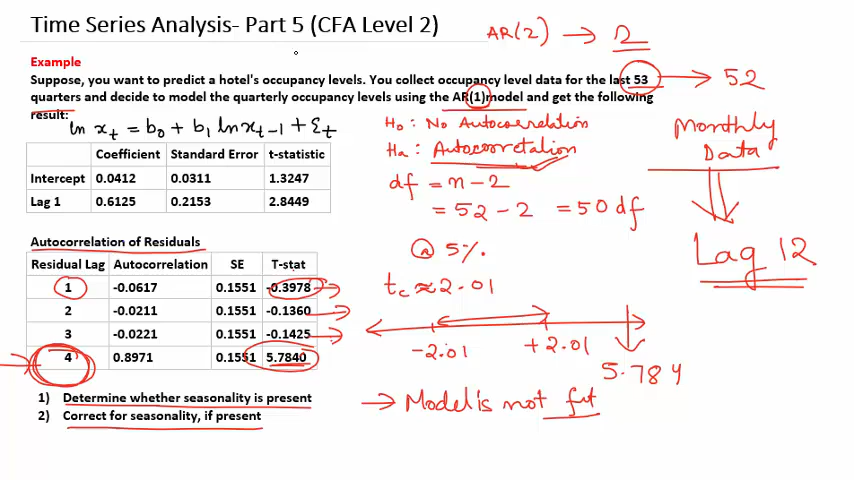 Time Series Analysis- Part 5 (CFA Level 2)
AR(2) → 2
Example
Suppose, you want to predict a hotel's occupancy levels. You collect occupancy level data for the last 53
quarters and decide to model the quarterly occupancy levels using the AR(1)model and get the following
result:
→ 52
ln xt = b0 + b1 ln xt-1 + Ɛt
Coefficient Standard Error t-statistic
Intercept 0.0412 0.0311 1.3247
Lag 1 0.6125 0.2153 2.8449
H0 : No Autocorrelation
Ha : Autocorrelation
df = n - 2
= 52 - 2 = 50 df
@ 5%
tc ≈ 2.01
Monthly
Data
Lag 12
Autocorrelation of Residuals
Residual Lag Autocorrelation SE T-stat
1 -0.0617 0.1551 -0.3978
2 -0.0211 0.1551 -0.1360
3 -0.0221 0.1551 -0.1425
4 0.8971 0.1551 5.7840
-2.01 +2.01
5.784
1) Determine whether seasonality is present
2) Correct for seasonality, if present
→ Model is not fit